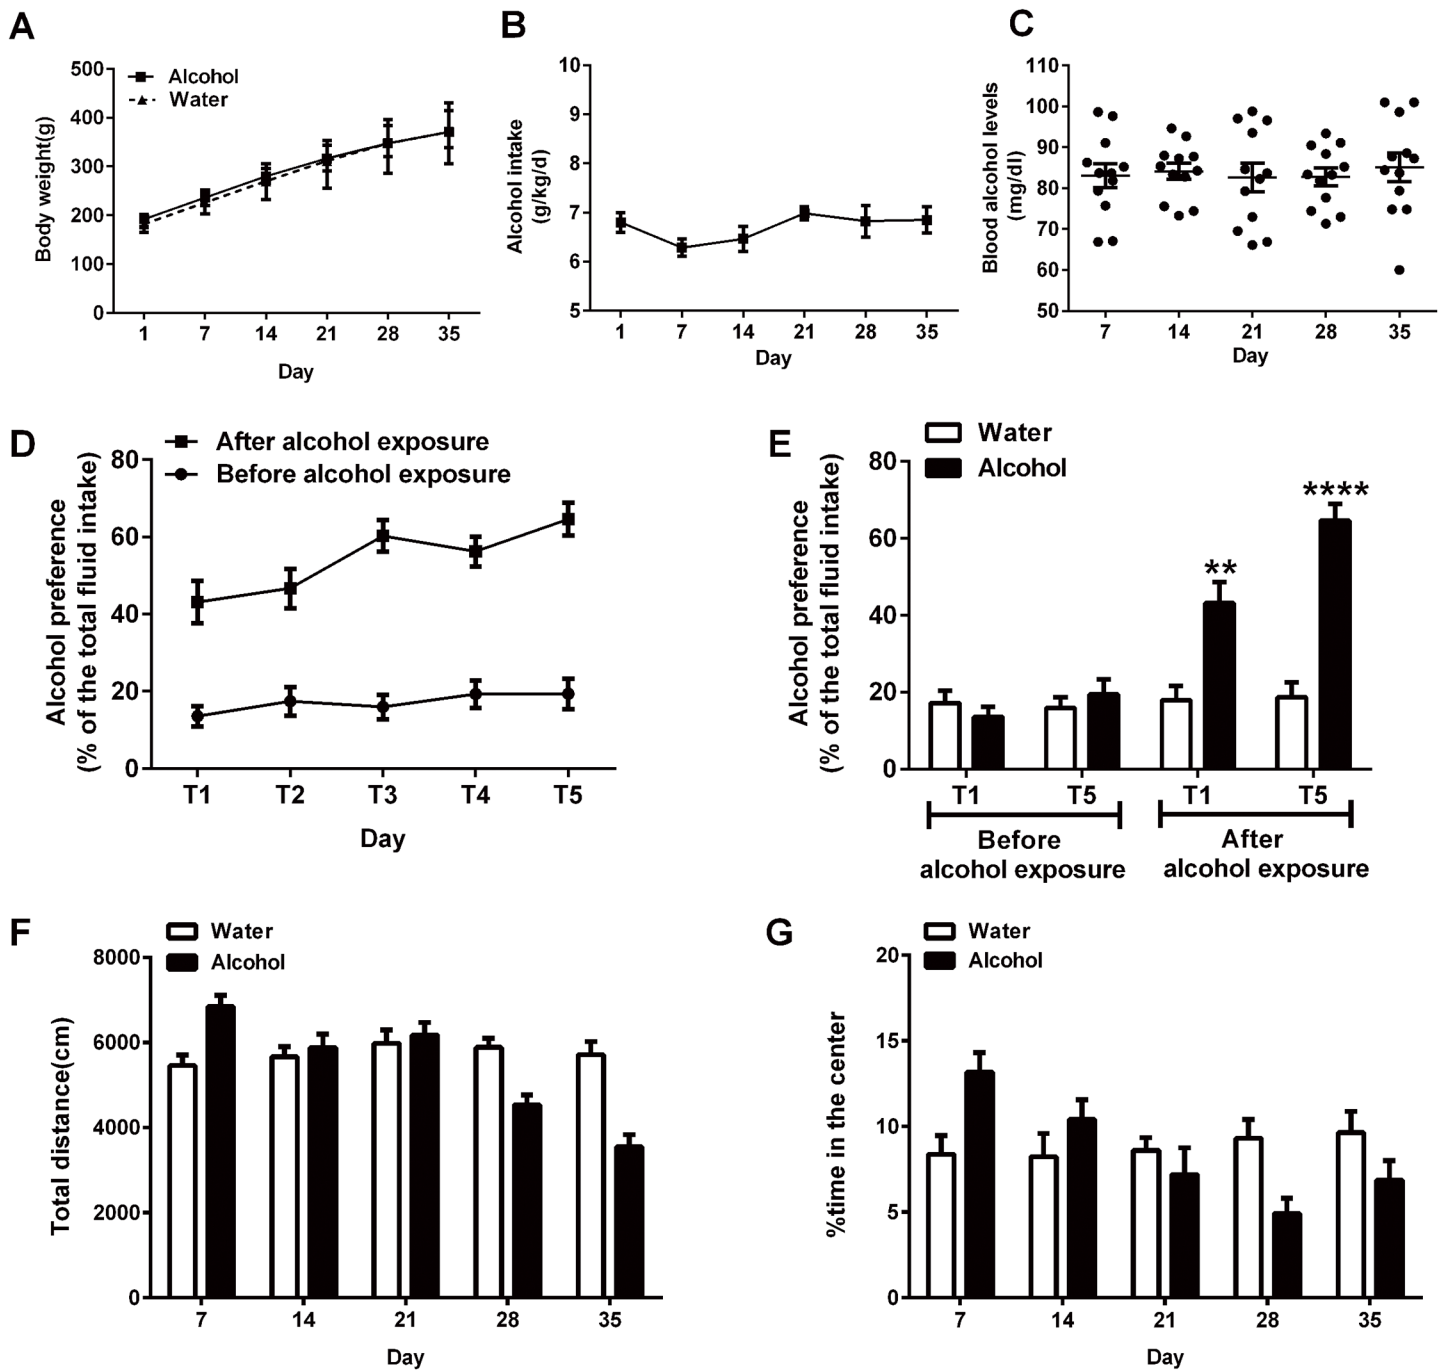 A
Body weight(g)
500
400
300
200
100
0
Alcohol
Water
1 7 14 21 28 35
Day
B
Alcohol intake
(g/kg/d)
10
9
8
7
6
5
1 7 14 21 28 35
Day
C
Blood alcohol levels
(mg/dl)
110
100
90
80
70
60
50
7 14 21 28 35
Day
D
Alcohol preference
(% of the total fluid intake)
After alcohol exposure
Before alcohol exposure
80
60
40
20
0
T1 T2 T3 T4 T5
Day
E
Alcohol preference
(% of the total fluid intake)
Water
Alcohol
80
60
40
20
0
**
****
T1 T5 T1 T5
Before
alcohol exposure
After
alcohol exposure
F
Total distance(cm)
Water
Alcohol
8000
6000
4000
2000
0
7 14 21 28 35
Day
G
%time in the center
Water
Alcohol
20
15
10
5
0
7 14 21 28 35
Day